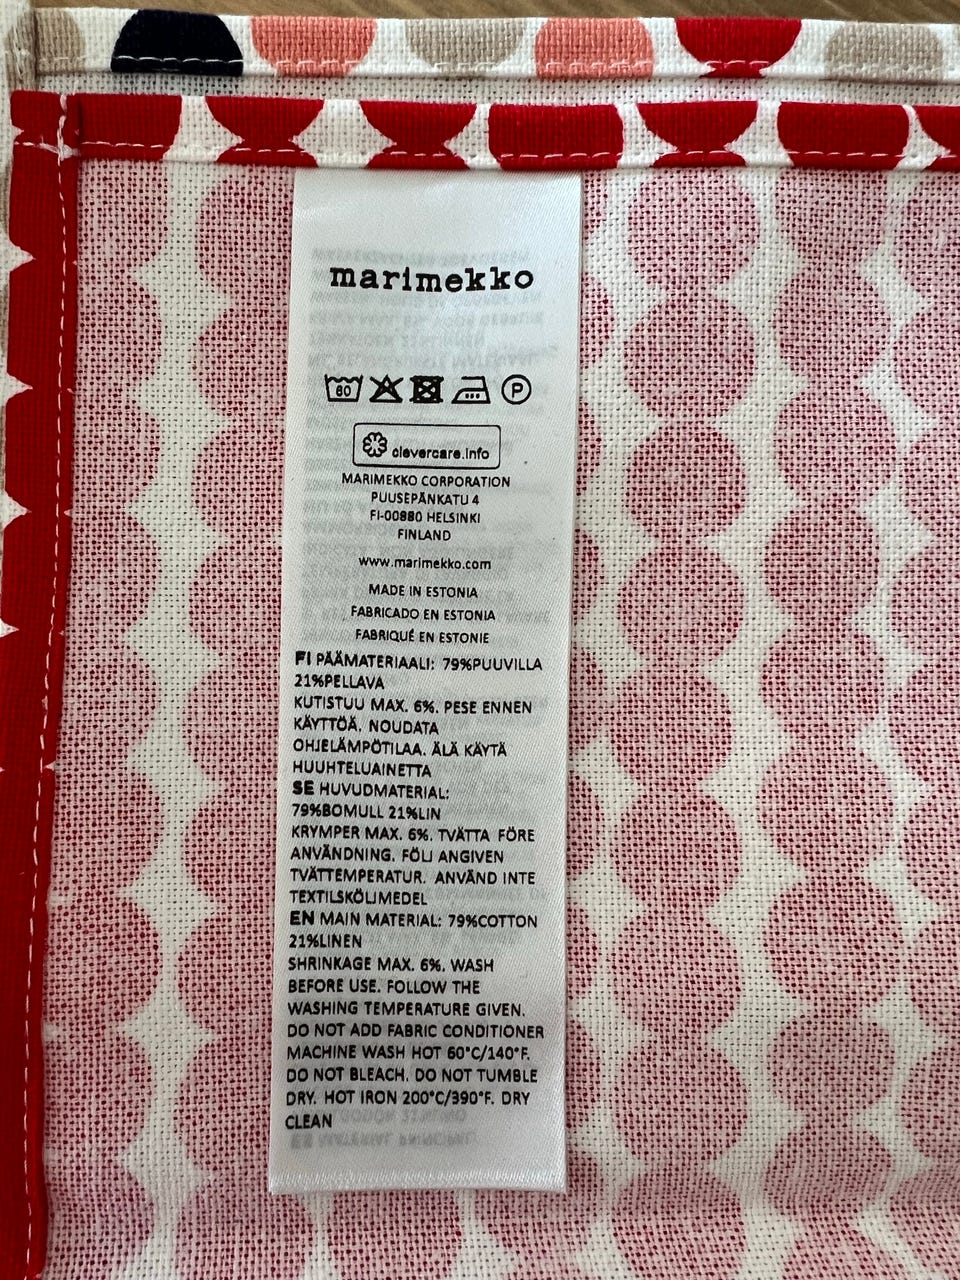 marimekko
60
P
clevercare.info
MARIMEKKO CORPORATION
PUUSEPÄNKATU 4
FI-00880 HELSINKI
FINLAND
www.marimekko.com
MADE IN ESTONIA
FABRICADO EN ESTONIA
FABRIQUÉ EN ESTONIE
FI PÄÄMATERIAALI: 79%PUUVILLA
21%PELLAVA
KUTISTUU MAX. 6%. PESE ENNEN
KÄYTTÖÄ. NOUDATA
OHJELÄMPÖTILAA. ÄLÄ KÄYTÄ
HUUHTELUAINETTA
SE HUVUDMATERIAL:
79%BOMULL 21%LIN
KRYMPER MAX. 6%. TVÄTTA FÖRE
ANVÄNDNING. FÖLJ ANGIVEN
TVÄTTEMPERATUR. ANVÄND INTE
TEXTILSKÖLJMEDEL
EN MAIN MATERIAL: 79%COTTON
21%LINEN
SHRINKAGE MAX. 6%. WASH
BEFORE USE. FOLLOW THE
WASHING TEMPERATURE GIVEN.
DO NOT ADD FABRIC CONDITIONER
MACHINE WASH HOT 60°C/140°F.
DO NOT BLEACH. DO NOT TUMBLE
DRY. HOT IRON 200°C/390°F. DRY
CLEAN